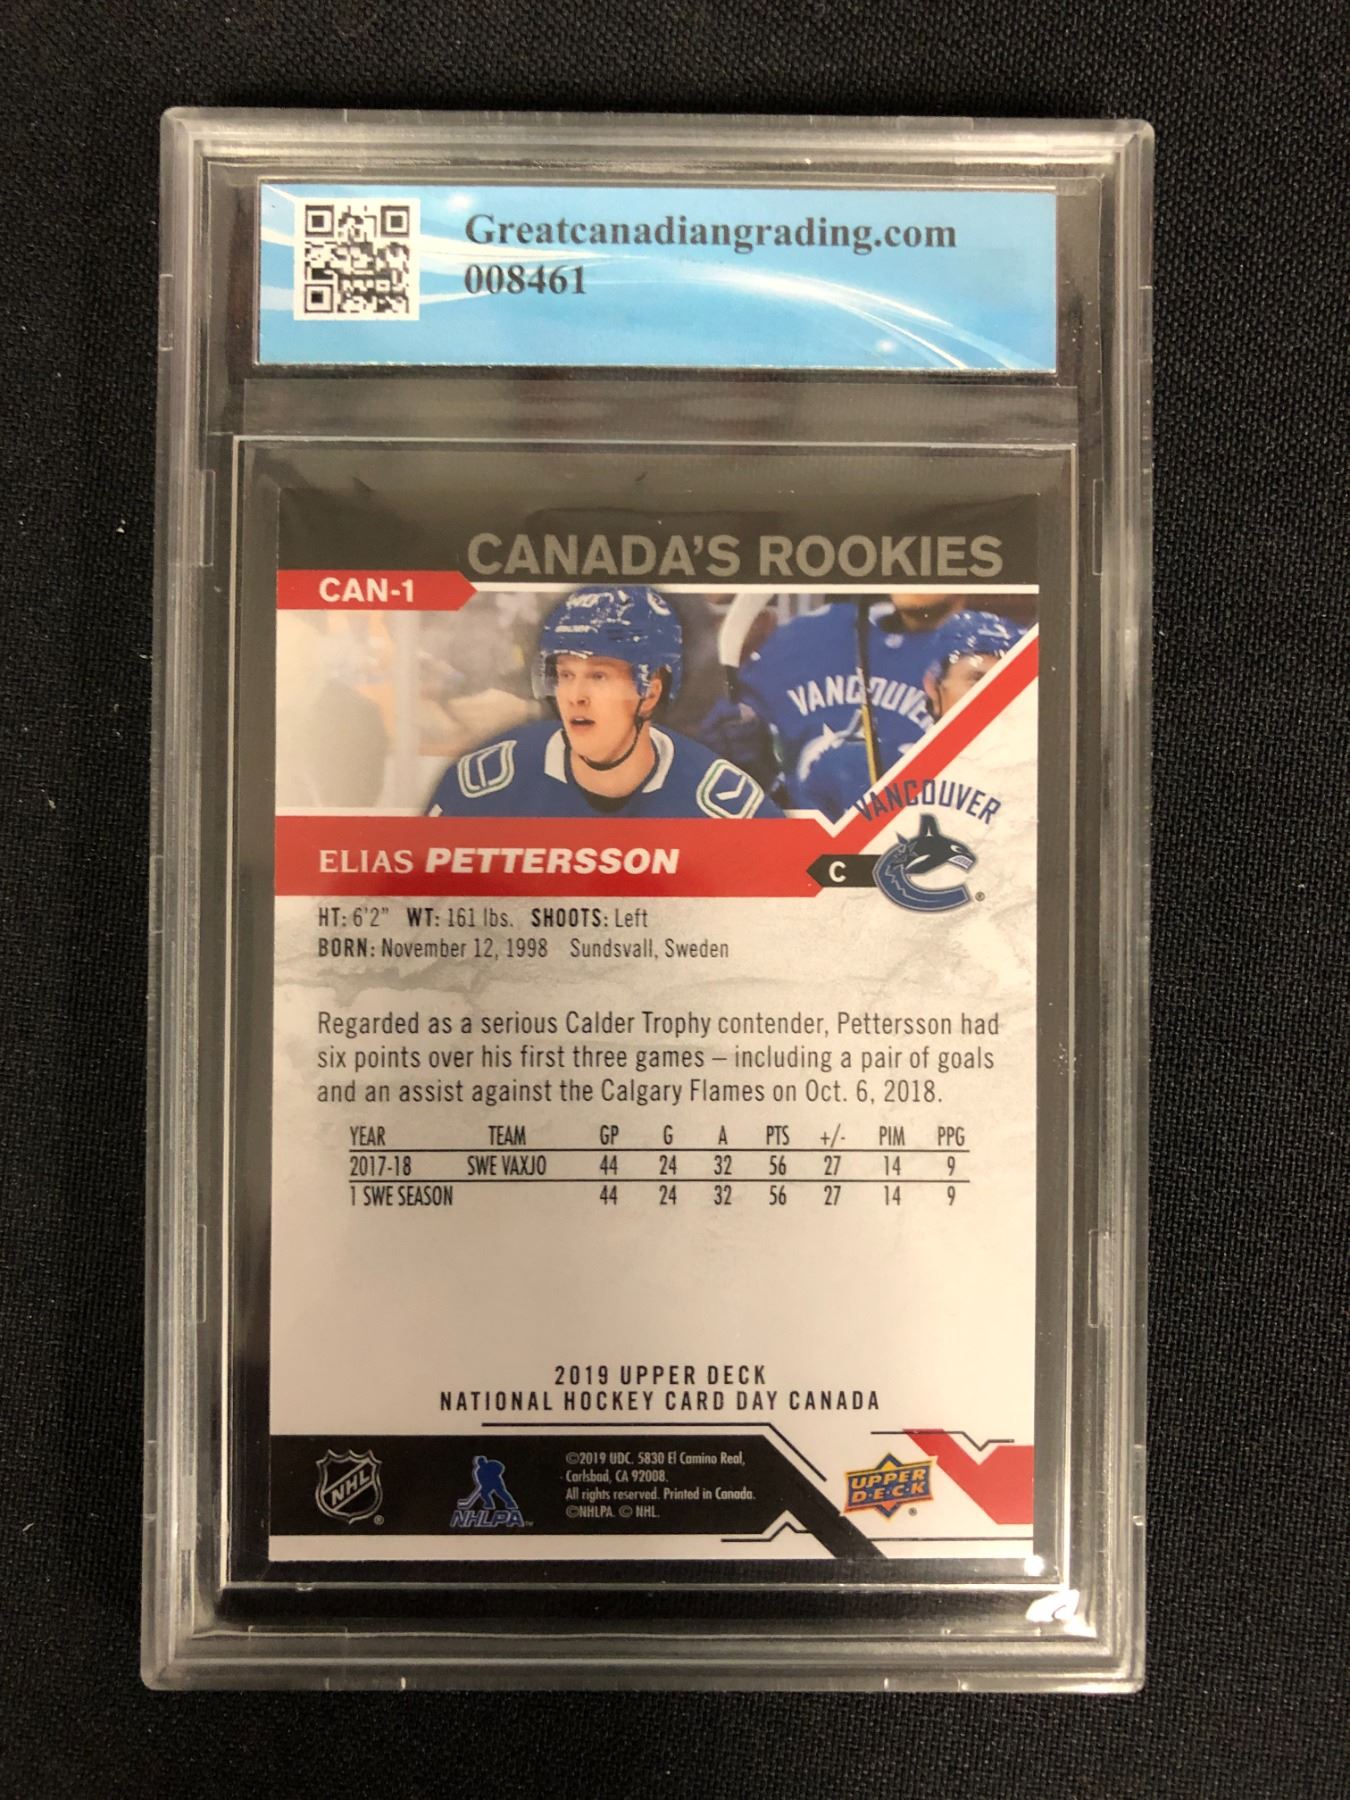 Greatcanadiangrading.com
008461
CANADA'S ROOKIES
CAN-1
VANCOUVER
VANCOUVER
ELIAS PETTERSSON
C
HT: 6'2" WT: 161 lbs. SHOOTS: Left
BORN: November 12, 1998 Sundsvall, Sweden
Regarded as a serious Calder Trophy contender, Pettersson had
six points over his first three games – including a pair of goals
and an assist against the Calgary Flames on Oct. 6, 2018.
YEAR TEAM GP G A PTS +/- PIM PPG
2017-18 SWE VAXJO 44 24 32 56 27 14 9
1 SWE SEASON 44 24 32 56 27 14 9
2019 UPPER DECK
NATIONAL HOCKEY CARD DAY CANADA
NHL
NHLPA
©2019 UDC. 5830 El Camino Real,
Carlsbad, CA 92008.
All rights reserved. Printed in Canada.
©NHLPA. © NHL.
UPPER
D·E·C·K